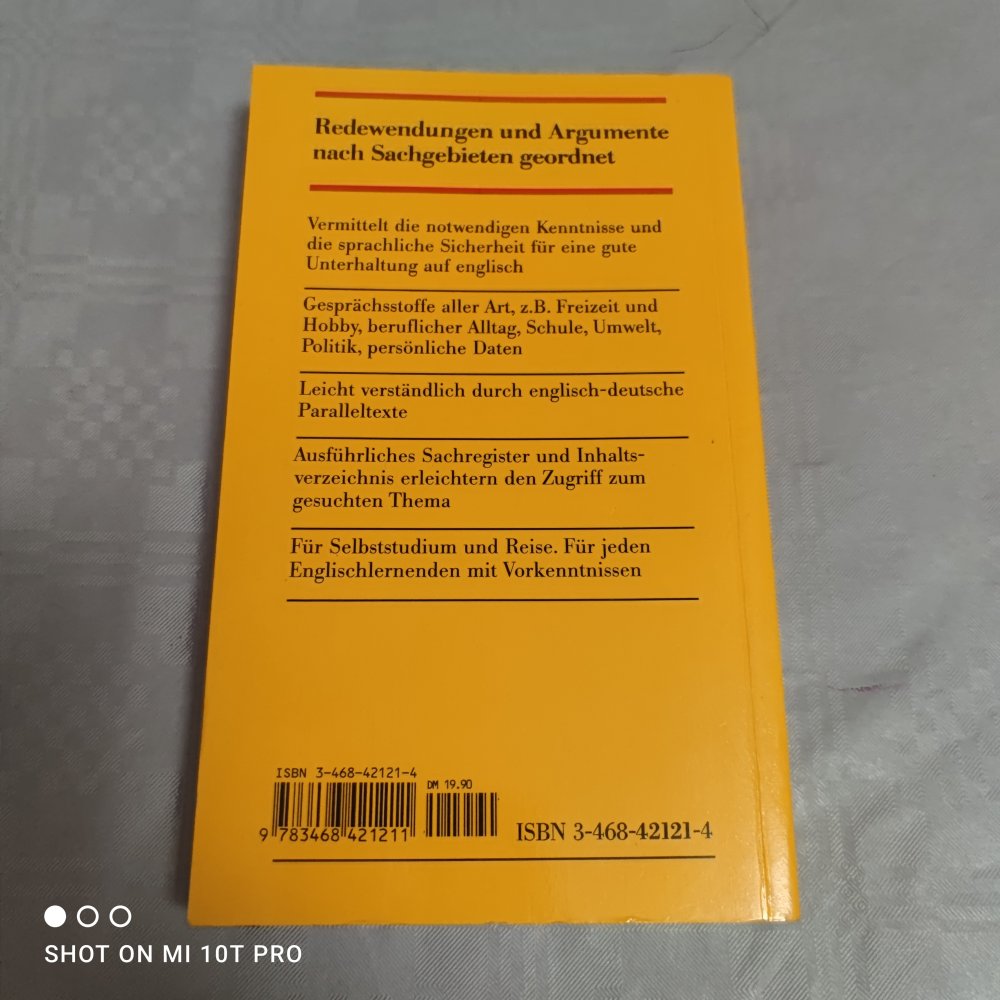 Redewendungen und Argumente
nach Sachgebieten geordnet
Vermittelt die notwendigen Kenntnisse und
die sprachliche Sicherheit für eine gute
Unterhaltung auf englisch
Gesprächsstoffe aller Art, z.B. Freizeit und
Hobby, beruflicher Alltag, Schule, Umwelt,
Politik, persönliche Daten
Leicht verständlich durch englisch-deutsche
Paralleltexte
Ausführliches Sachregister und Inhalts-
verzeichnis erleichtern den Zugriff zum
gesuchten Thema
Für Selbststudium und Reise. Für jeden
Englischlernenden mit Vorkenntnissen
ISBN 3-468-42121-4
DM 19.90
9 783468 421211
ISBN 3-468-42121-4
SHOT ON MI 10T PRO